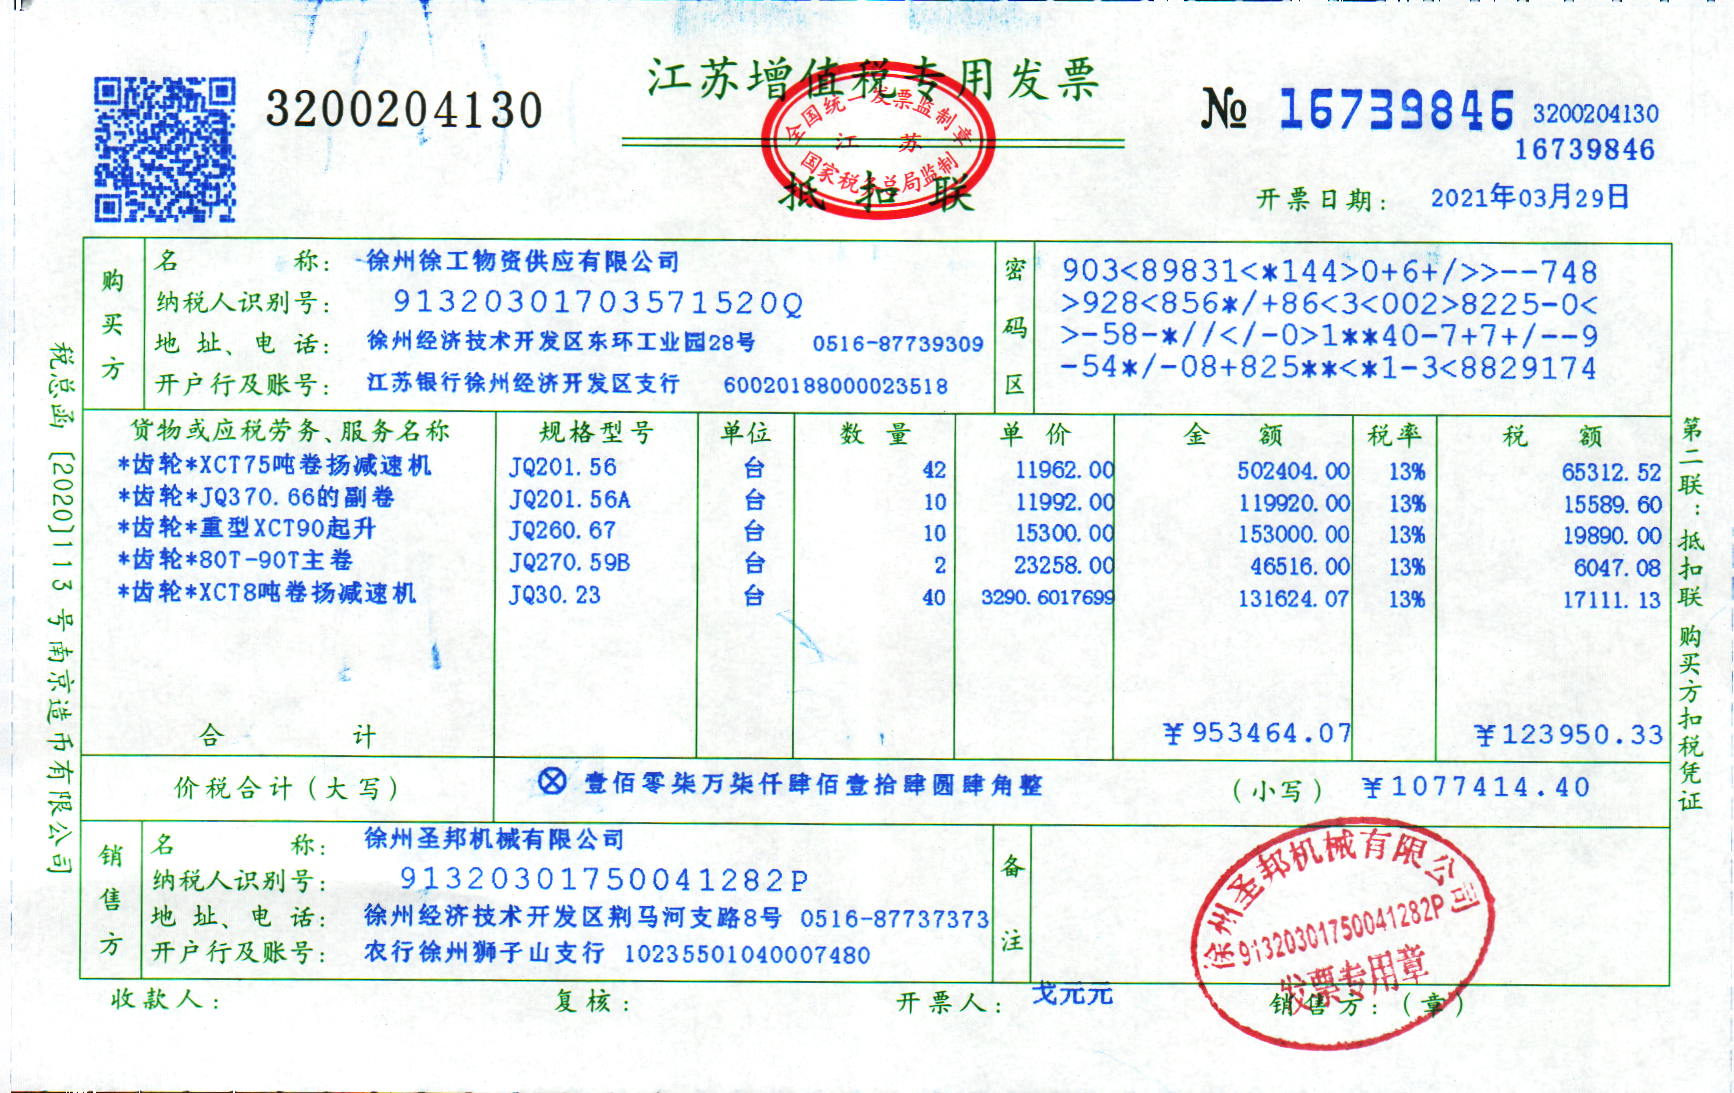 江苏增值税专用发票
3200204130
№ 16739846 3200204130
16739846
全国统一发票监制章
江 苏
国家税务总局监制
抵 扣 联
开票日期： 2021年03月29日
购买方
名 称： 徐州徐工物资供应有限公司
纳税人识别号： 91320301703571520Q
地 址、电 话： 徐州经济技术开发区东环工业园28号 0516-87739309
开户行及账号： 江苏银行徐州经济开发区支行 60020188000023518
密码区
903<89831<*144>0+6+/>>--748
>928<856*/+86<3<002>8225-0<
>-58-*//</-0>1**40-7+7+/--9
-54*/-08+825**<*1-3<8829174
货物或应税劳务、服务名称 规格型号 单位 数 量 单 价 金 额 税率 税 额
*齿轮*XCT75吨卷扬减速机 JQ201.56 台 42 11962.00 502404.00 13% 65312.52
*齿轮*JQ370.66的副卷 JQ201.56A 台 10 11992.00 119920.00 13% 15589.60
*齿轮*重型XCT90起升 JQ260.67 台 10 15300.00 153000.00 13% 19890.00
*齿轮*80T-90T主卷 JQ270.59B 台 2 23258.00 46516.00 13% 6047.08
*齿轮*XCT8吨卷扬减速机 JQ30.23 台 40 3290.6017699 131624.07 13% 17111.13
合 计 ￥953464.07 ￥123950.33
价税合计（大写） ⊗ 壹佰零柒万柒仟肆佰壹拾肆圆肆角整 （小写） ￥1077414.40
销售方
名 称： 徐州圣邦机械有限公司
纳税人识别号： 91320301750041282P
地 址、电 话： 徐州经济技术开发区荆马河支路8号 0516-87737373
开户行及账号： 农行徐州狮子山支行 10235501040007480
备注
徐州圣邦机械有限公司
91320301750041282P
发票专用章
收款人： 复核： 开票人： 戈元元 销售方：（章）
税总函〔2020〕113号南京造币有限公司
第二联：抵扣联 购买方扣税凭证